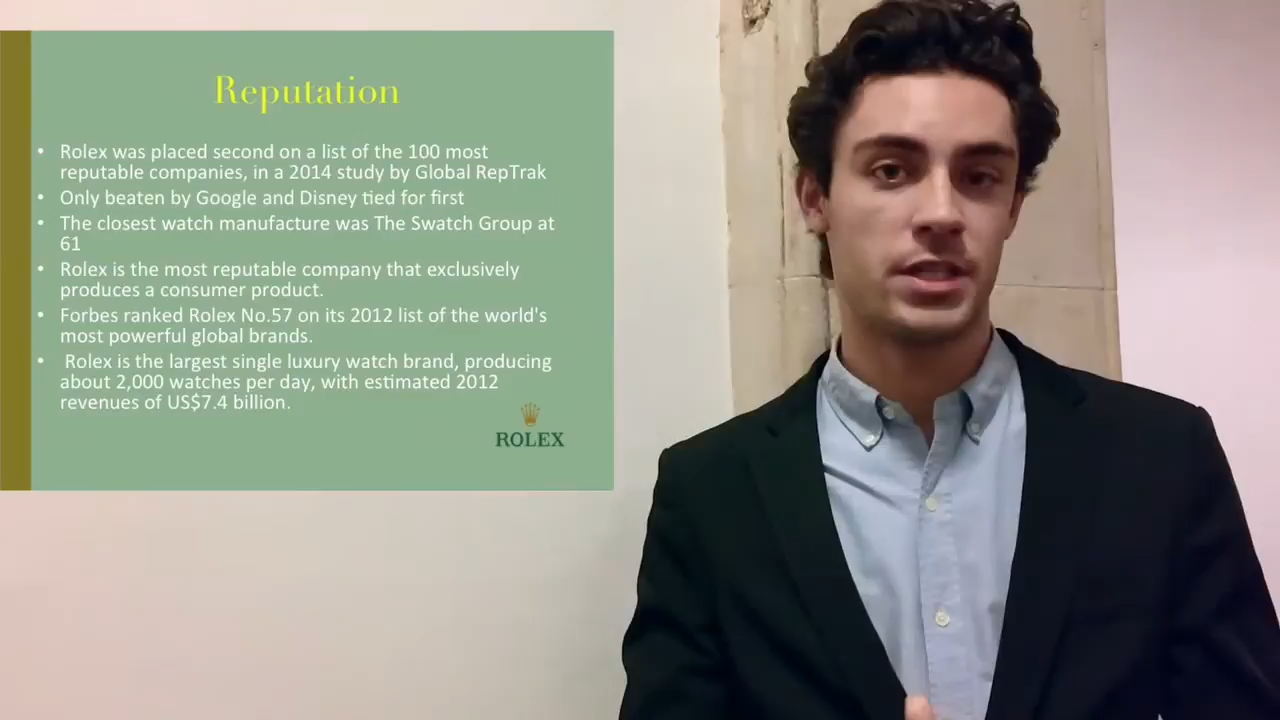 Reputation
• Rolex was placed second on a list of the 100 most
reputable companies, in a 2014 study by Global RepTrak
• Only beaten by Google and Disney tied for first
• The closest watch manufacture was The Swatch Group at
61
• Rolex is the most reputable company that exclusively
produces a consumer product.
• Forbes ranked Rolex No.57 on its 2012 list of the world's
most powerful global brands.
• Rolex is the largest single luxury watch brand, producing
about 2,000 watches per day, with estimated 2012
revenues of US$7.4 billion.
ROLEX